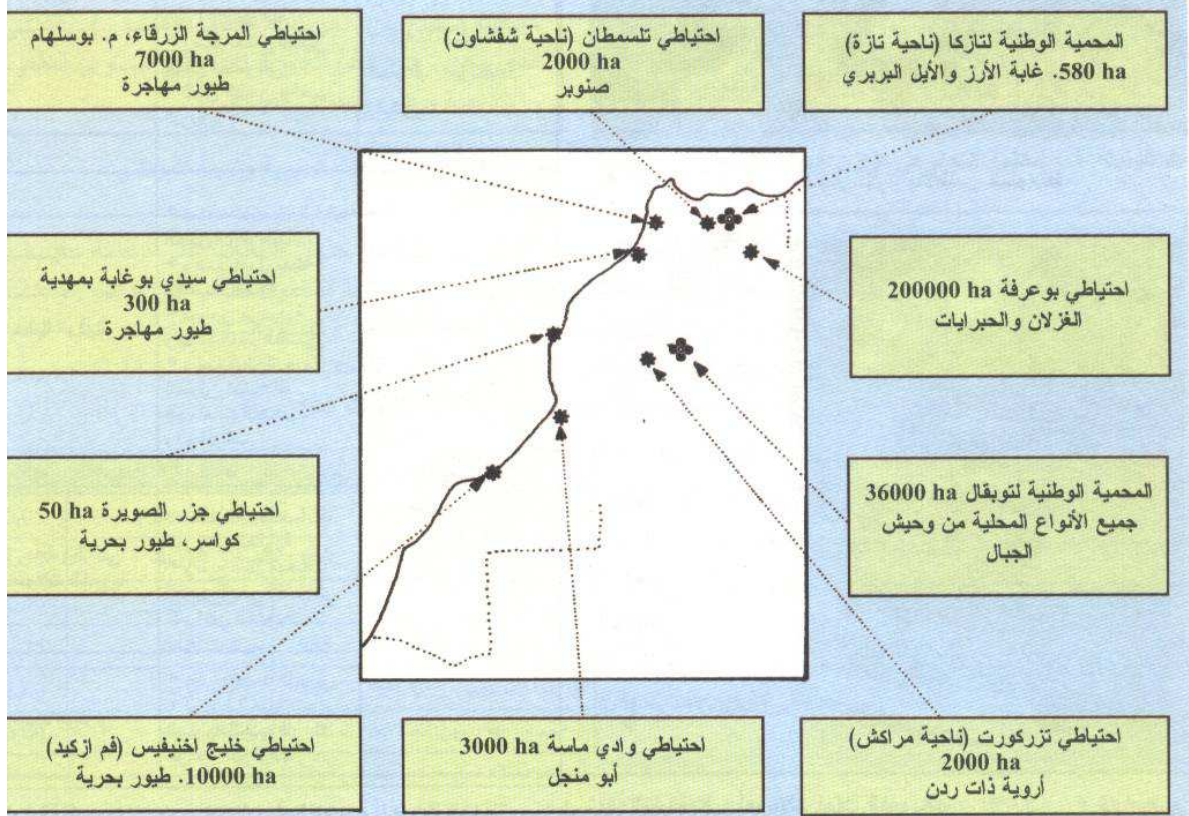 المحمية الوطنية لتازكا (ناحية تازة)
580 ha. غابة الأرز والأيل البربري
احتياطي تلسمطان (ناحية شفشاون)
2000 ha
صنوبر
احتياطي المرجة الزرقاء، م. بوسلهام
7000 ha
طيور مهاجرة
احتياطي بوعرفة 200000 ha
الغزلان والحبرايات
احتياطي سيدي بوغابة بمهدية
300 ha
طيور مهاجرة
المحمية الوطنية لتوبقال 36000 ha
جميع الأنواع المحلية من وحيش
الجبال
احتياطي جزر الصويرة 50 ha
كواسر، طيور بحرية
احتياطي تزركورت (ناحية مراكش)
2000 ha
أروية ذات ردن
احتياطي وادي ماسة 3000 ha
أبو منجل
احتياطي خليج اخنيفيس (فم ازكيد)
10000 ha. طيور بحرية